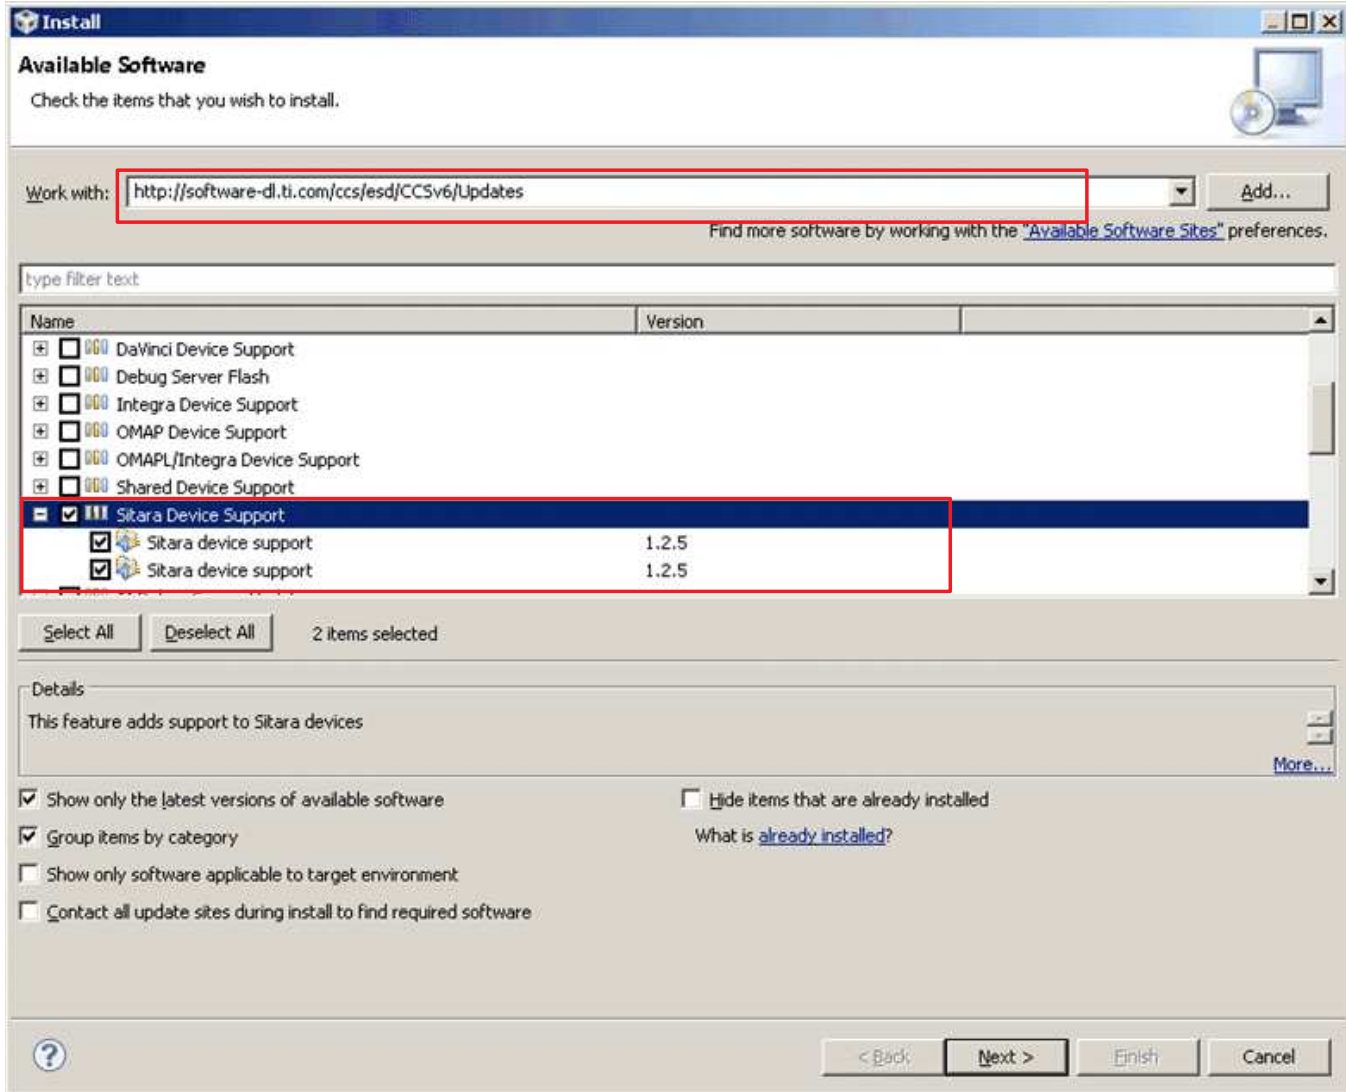 Install
Available Software
Check the items that you wish to install.
Work with: http://software-dl.ti.com/ccs/esd/CCSv6/Updates Add...
Find more software by working with the "Available Software Sites" preferences.
type filter text
Name Version
DaVinci Device Support
Debug Server Flash
Integra Device Support
OMAP Device Support
OMAPL/Integra Device Support
Shared Device Support
Sitara Device Support
Sitara device support 1.2.5
Sitara device support 1.2.5
Select All Deselect All 2 items selected
Details
This feature adds support to Sitara devices
More...
Show only the latest versions of available software Hide items that are already installed
Group items by category What is already installed?
Show only software applicable to target environment
Contact all update sites during install to find required software
? < Back Next > Finish Cancel